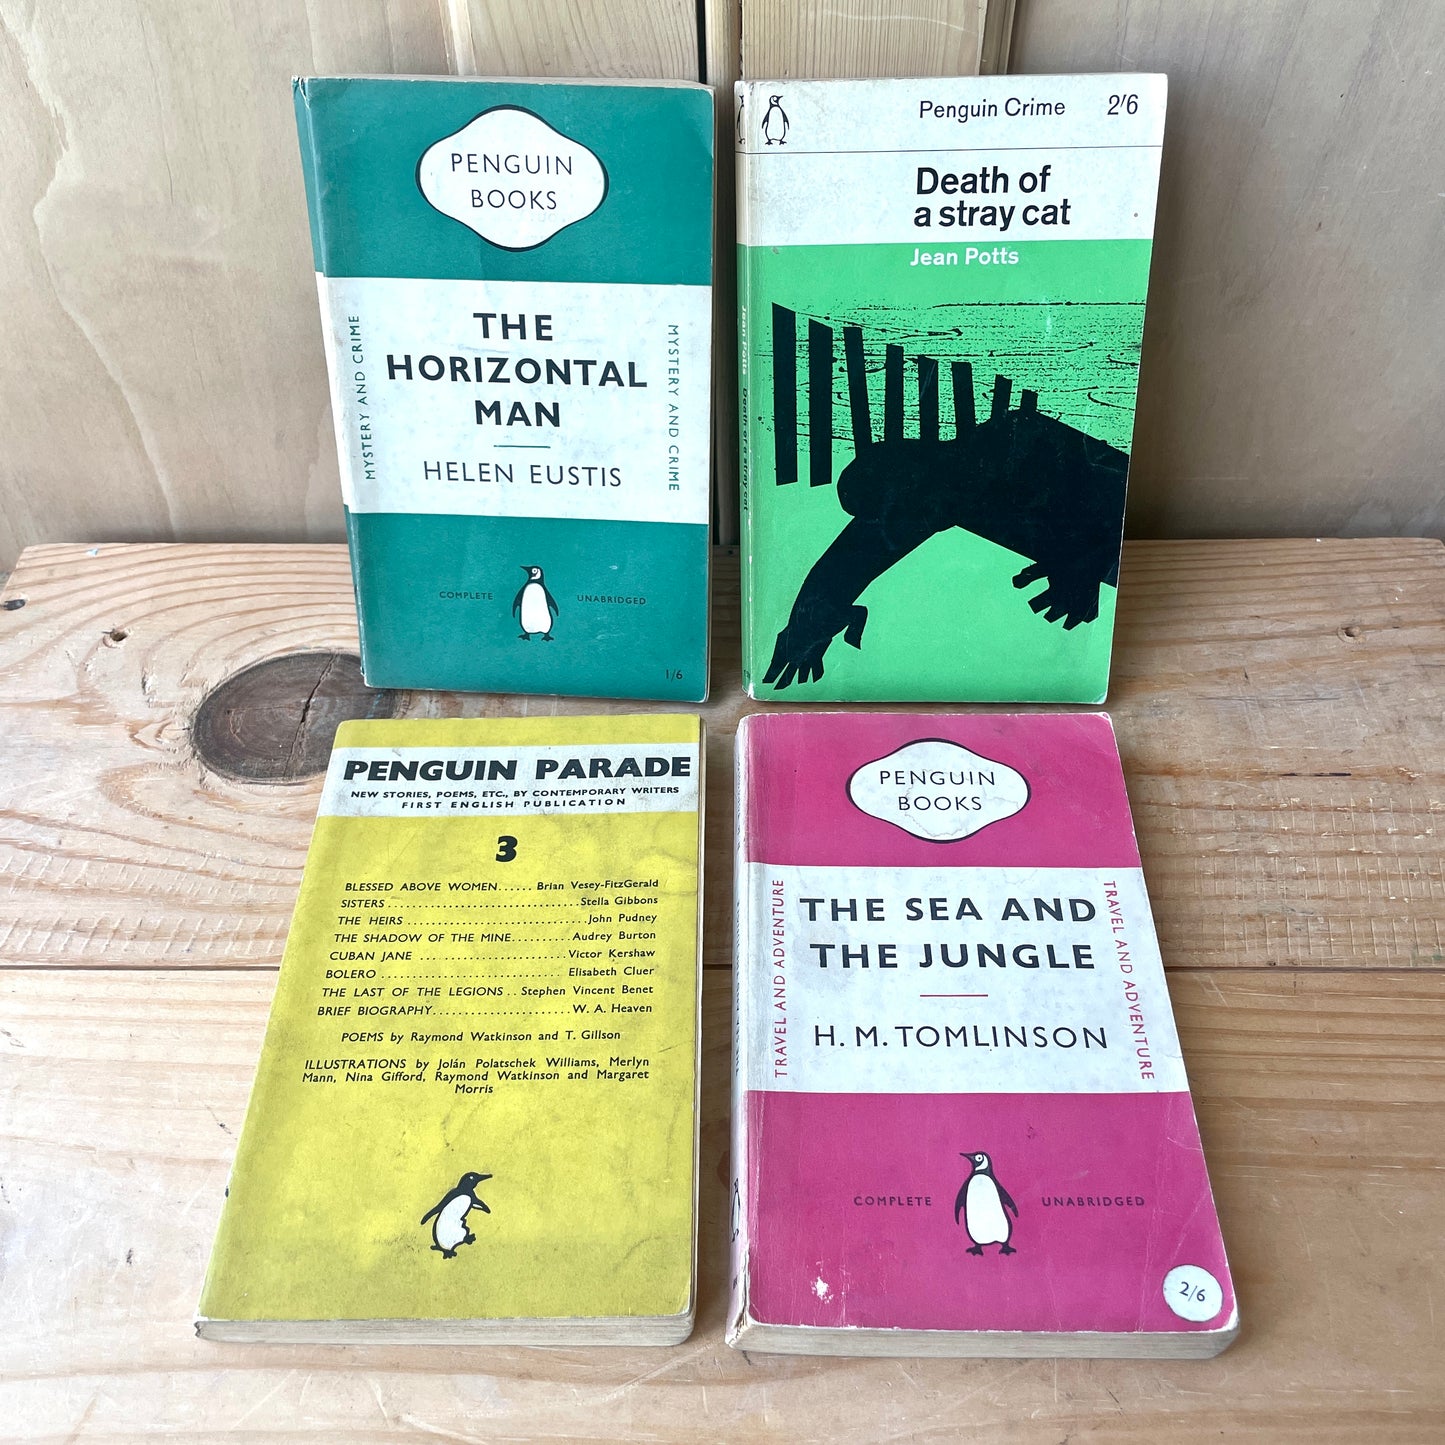 PENGUIN
BOOKS
THE
HORIZONTAL
MAN
HELEN EUSTIS
MYSTERY AND CRIME
MYSTERY AND CRIME
COMPLETE
UNABRIDGED
1/6
Penguin Crime 2'6
Death of
a stray cat
Jean Potts
Jean Potts Death of a stray cat
PENGUIN PARADE
NEW STORIES, POEMS, ETC., BY CONTEMPORARY WRITERS
FIRST ENGLISH PUBLICATION
3
BLESSED ABOVE WOMEN...... Brian Vesey-FitzGerald
SISTERS ................................ Stella Gibbons
THE HEIRS .............................. John Pudney
THE SHADOW OF THE MINE.......... Audrey Burton
CUBAN JANE ........................ Victor Kershaw
BOLERO .............................. Elisabeth Cluer
THE LAST OF THE LEGIONS .. Stephen Vincent Benet
BRIEF BIOGRAPHY....................... W. A. Heaven
POEMS by Raymond Watkinson and T. Gillson
ILLUSTRATIONS by Jolán Polatschek Williams, Merlyn
Mann, Nina Gifford, Raymond Watkinson and Margaret
Morris
PENGUIN
BOOKS
THE SEA AND
THE JUNGLE
H. M. TOMLINSON
TRAVEL AND ADVENTURE
TRAVEL AND ADVENTURE
COMPLETE
UNABRIDGED
2/6